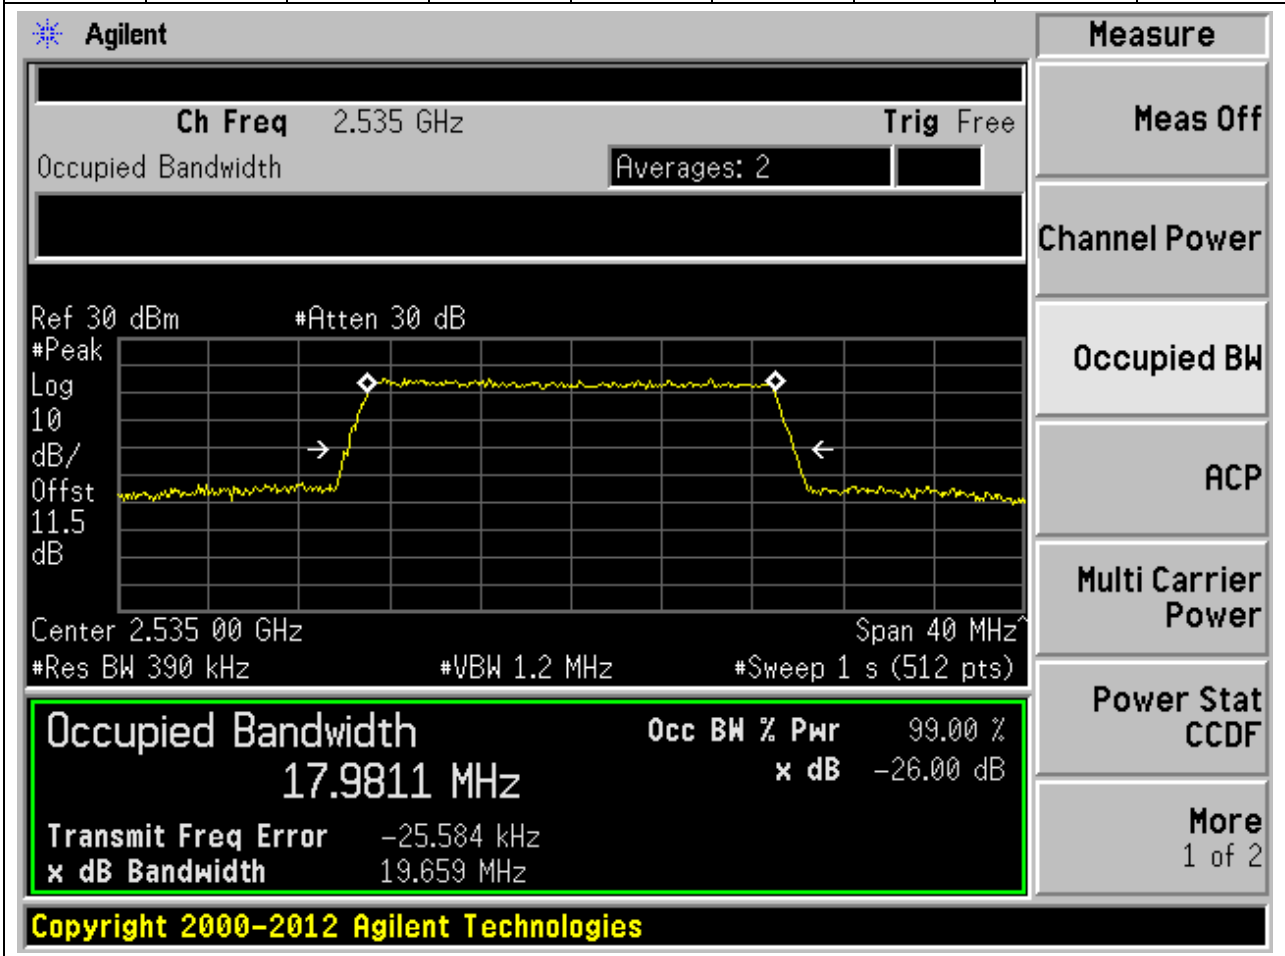 Agilent
Measure
Ch Freq 2.535 GHz Trig Free
Meas Off
Occupied Bandwidth Averages: 2
Channel Power
Ref 30 dBm #Atten 30 dB
#Peak
Log
10
dB/
Offst
11.5
dB
Occupied BW
ACP
Center 2.535 00 GHz Span 40 MHz^
#Res BW 390 kHz #VBW 1.2 MHz #Sweep 1 s (512 pts)
Multi Carrier
Power
Occupied Bandwidth Occ BW % Pwr 99.00 %
17.9811 MHz x dB -26.00 dB
Transmit Freq Error -25.584 kHz
x dB Bandwidth 19.659 MHz
Power Stat
CCDF
More
1 of 2
Copyright 2000-2012 Agilent Technologies